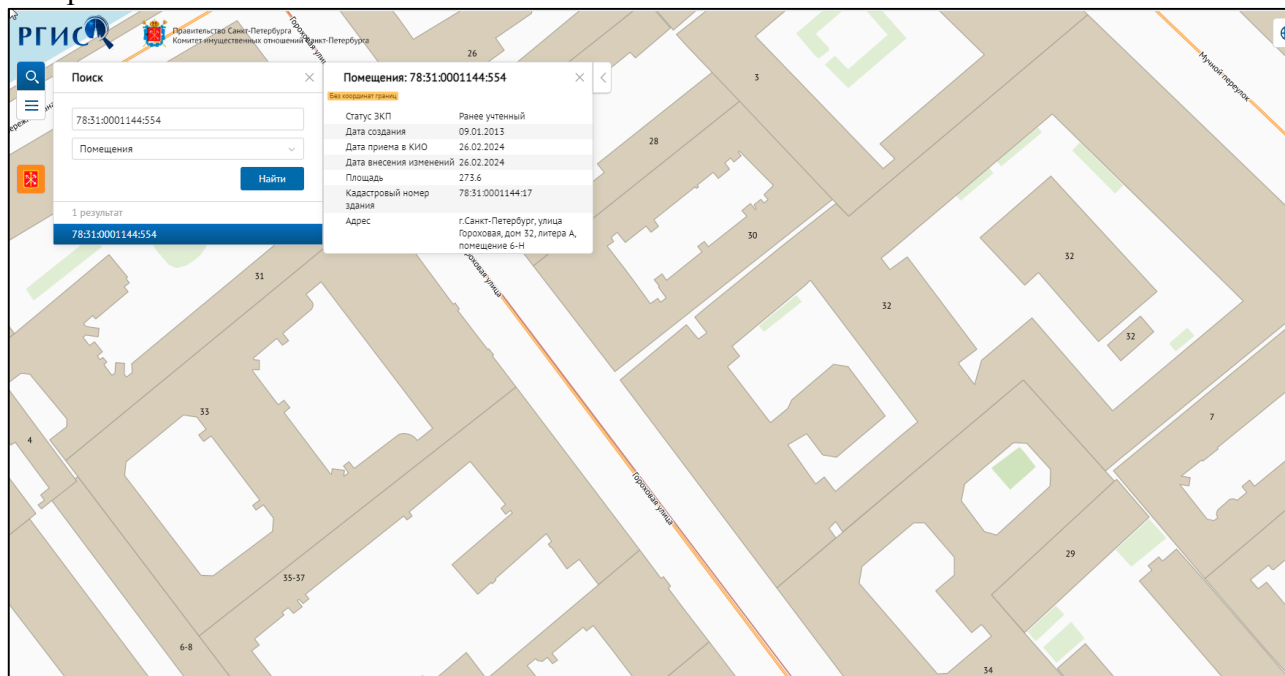 РГИС
Правительство Санкт-Петербурга
Комитет имущественных отношений Санкт-Петербурга
Поиск
78:31:0001144:554
Помещения
Найти
1 результат
78:31:0001144:554
Помещения: 78:31:0001144:554
Без координат границ
Статус ЗКП Ранее учтенный
Дата создания 09.01.2013
Дата приема в КИО 26.02.2024
Дата внесения изменений 26.02.2024
Площадь 273.6
Кадастровый номер здания 78:31:0001144:17
Адрес г.Санкт-Петербург, улица
Гороховая, дом 32, литера А,
помещение 6-Н
26
3
Мучной переулок
28
30
31
32
32
32
33
4
7
Гороховая улица
29
35-37
6-8
34